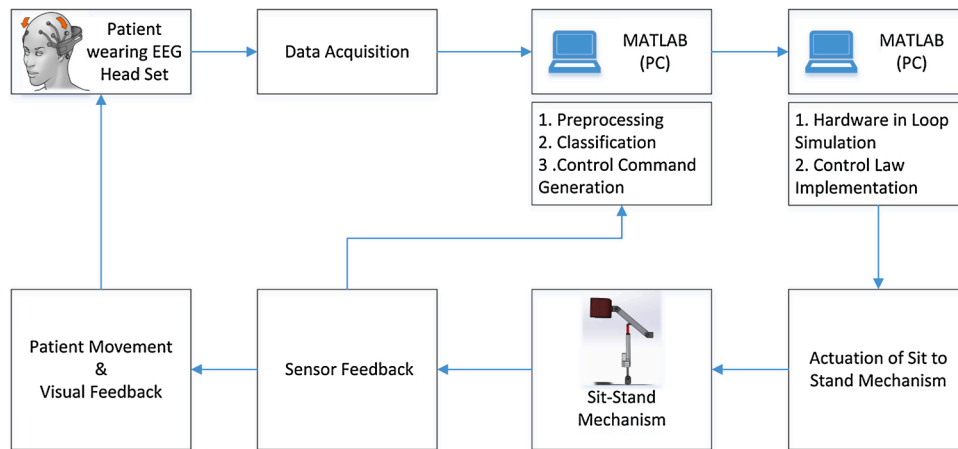 Patient
wearing EEG
Head Set
Data Acquisition
MATLAB
(PC)
MATLAB
(PC)
1. Preprocessing
2. Classification
3 .Control Command
Generation
1. Hardware in Loop
Simulation
2. Control Law
Implementation
Patient Movement
&
Visual Feedback
Sensor Feedback
Sit-Stand
Mechanism
Actuation of Sit to
Stand Mechanism